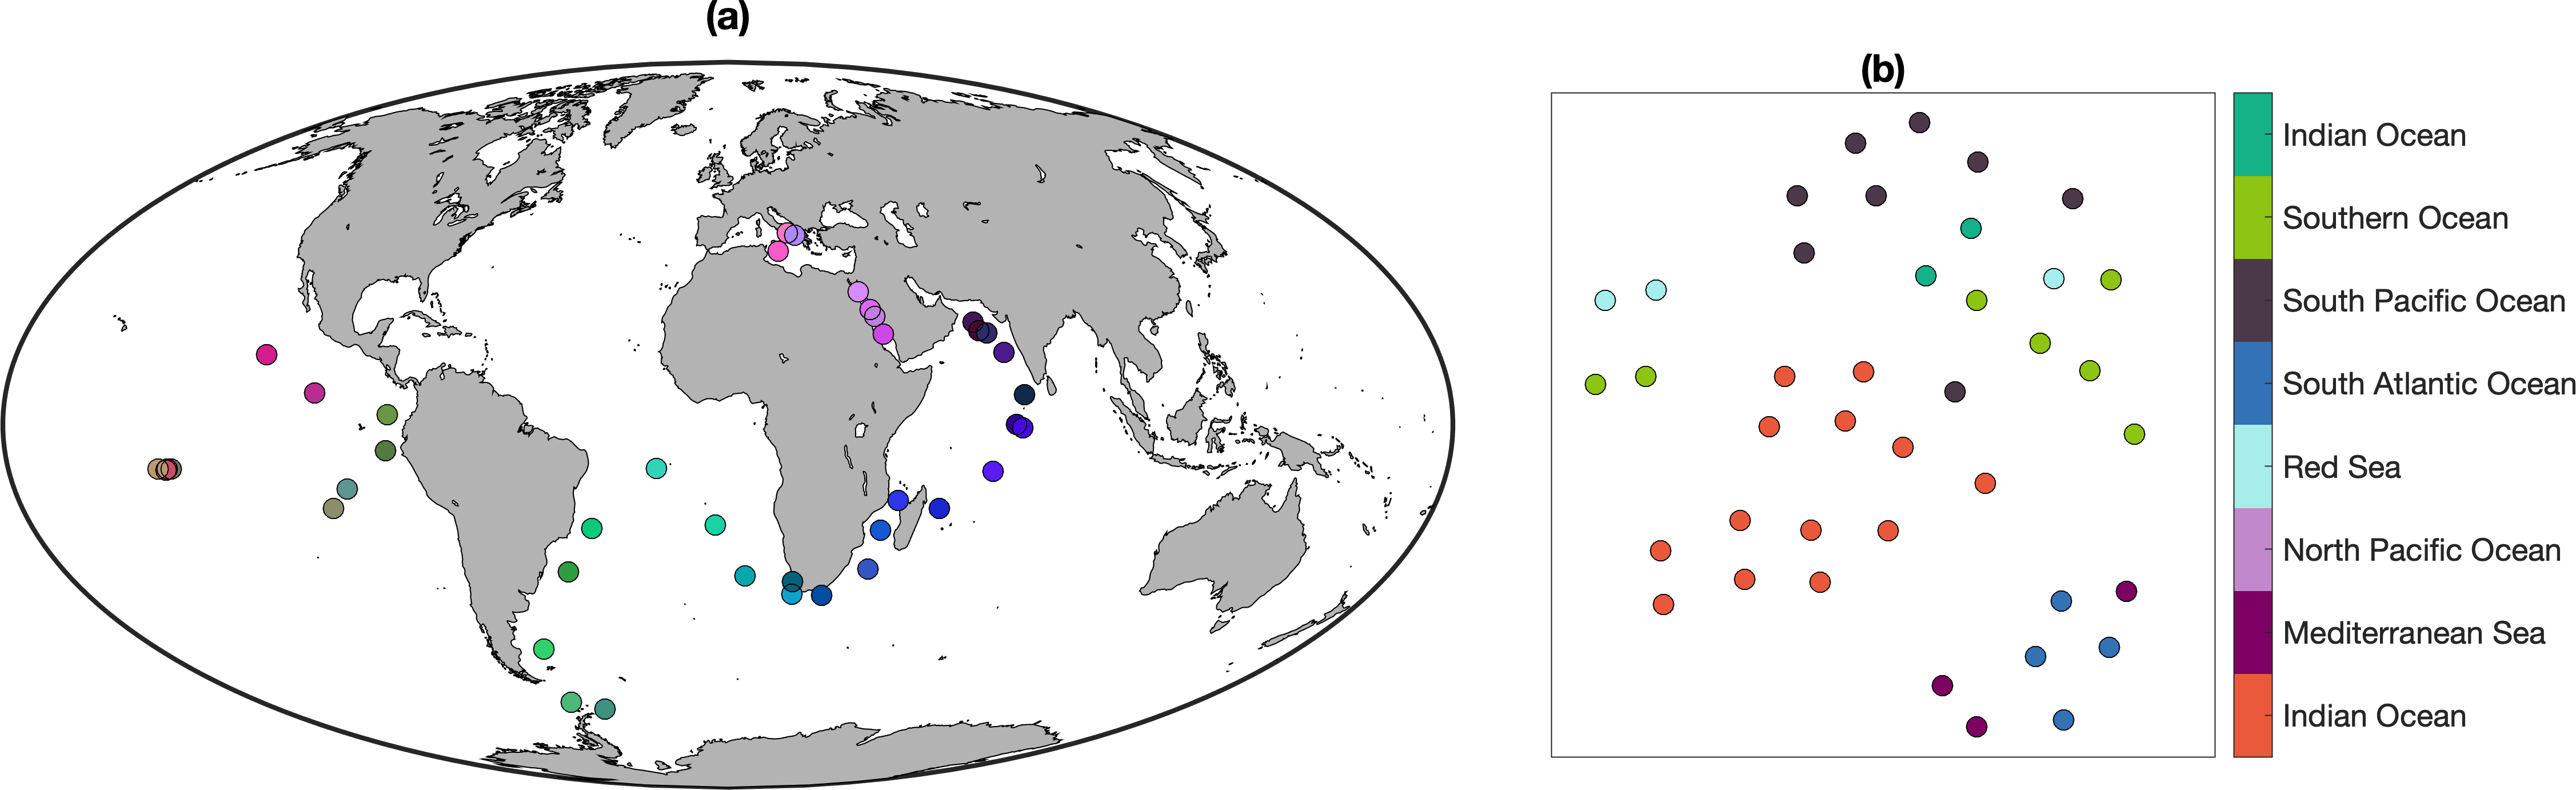 (a)
(b)
Indian Ocean
Southern Ocean
South Pacific Ocean
South Atlantic Ocean
Red Sea
North Pacific Ocean
Mediterranean Sea
Indian Ocean